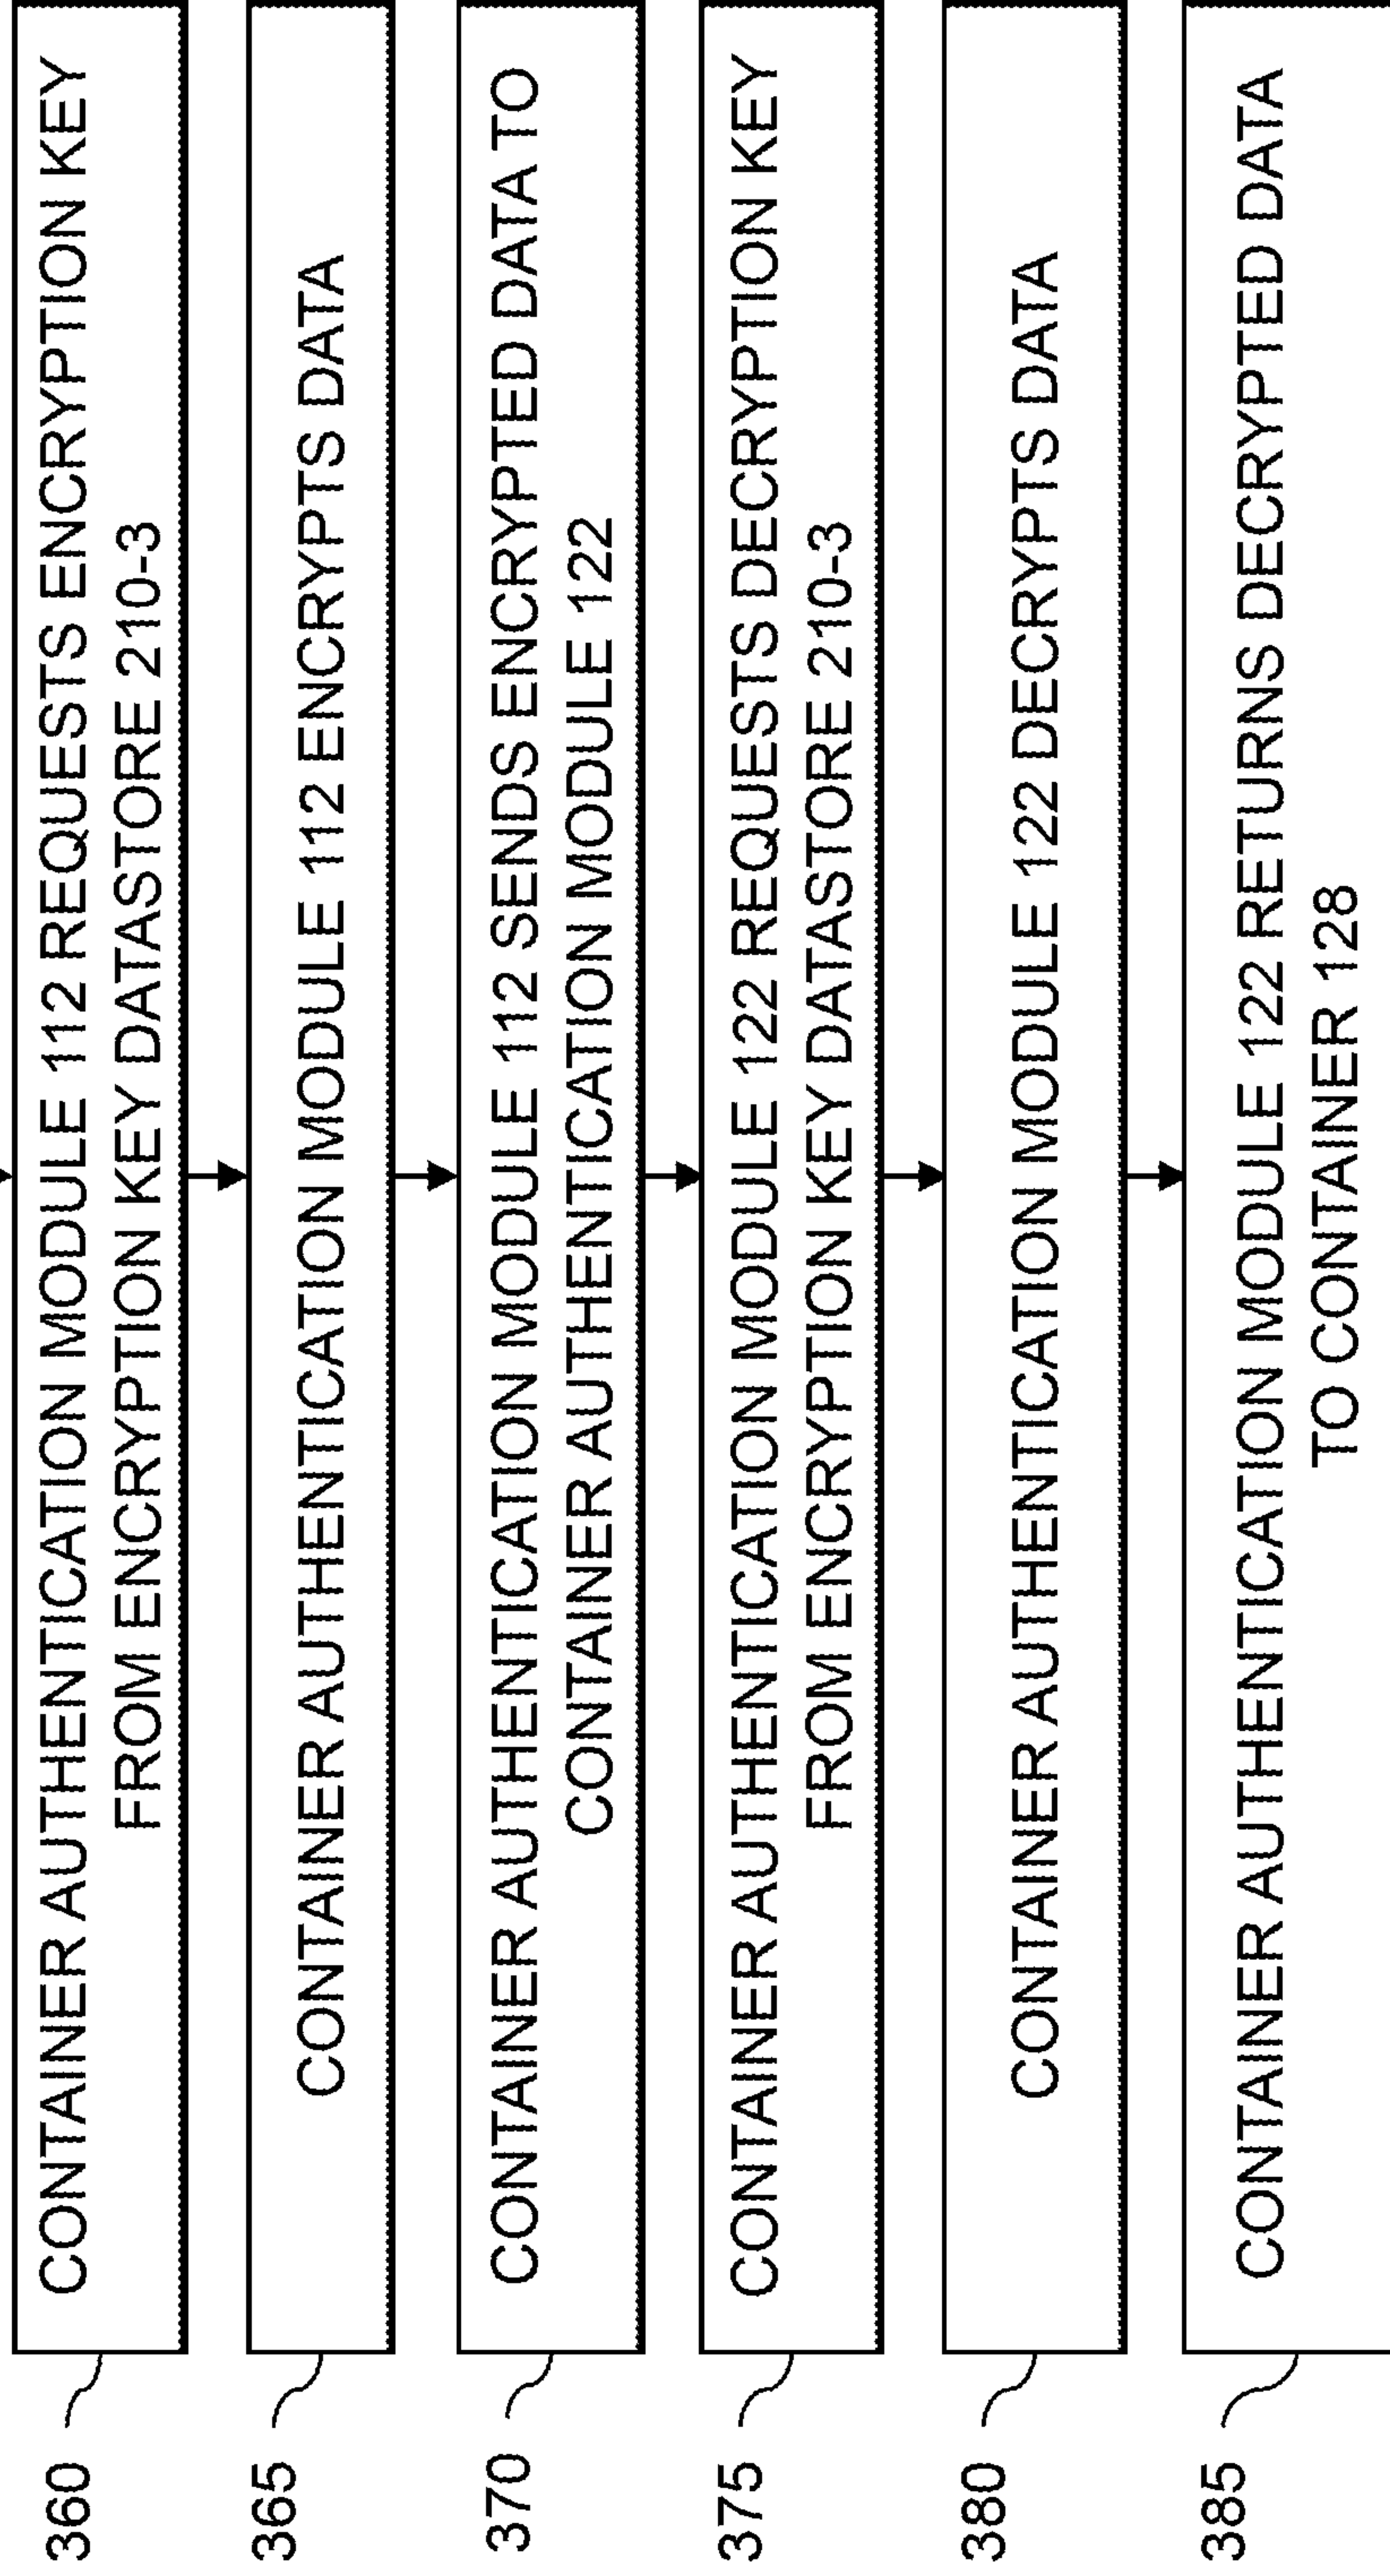 360
CONTAINER AUTHENTICATION MODULE 112 REQUESTS ENCRYPTION KEY
FROM ENCRYPTION KEY DATASTORE 210-3
365
CONTAINER AUTHENTICATION MODULE 112 ENCRYPTS DATA
370
CONTAINER AUTHENTICATION MODULE 112 SENDS ENCRYPTED DATA TO
CONTAINER AUTHENTICATION MODULE 122
375
CONTAINER AUTHENTICATION MODULE 122 REQUESTS DECRYPTION KEY
FROM ENCRYPTION KEY DATASTORE 210-3
380
CONTAINER AUTHENTICATION MODULE 122 DECRYPTS DATA
385
CONTAINER AUTHENTICATION MODULE 122 RETURNS DECRYPTED DATA
TO CONTAINER 128